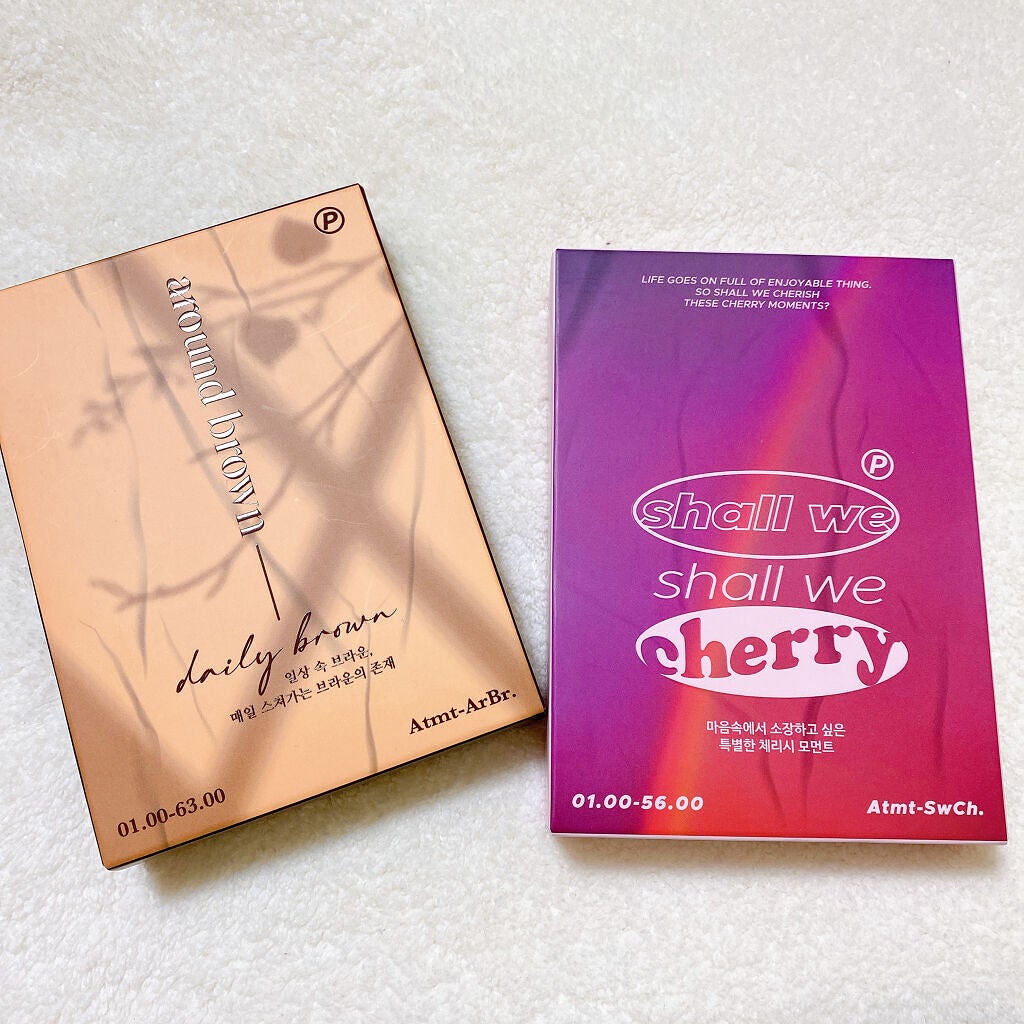 P
around brown
daily brown
일상 속 브라운,
매일 스쳐가는 브라운의 존재
Atmt-ArBr.
01.00-63.00
LIFE GOES ON FULL OF ENJOYABLE THING.
SO SHALL WE CHERISH
THESE CHERRY MOMENTS?
P
shall we
shall we
cherry
마음속에서 소장하고 싶은
특별한 체리시 모먼트
01.00-56.00
Atmt-SwCh.